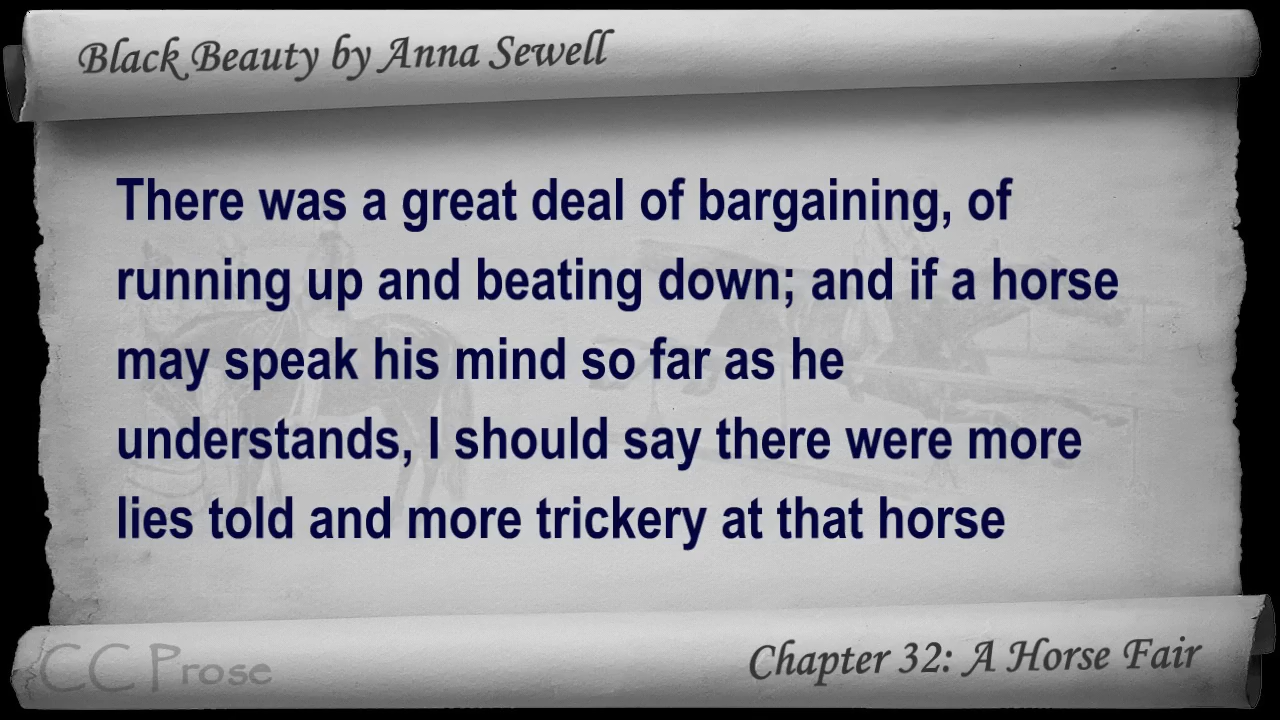 Black Beauty by Anna Sewell
There was a great deal of bargaining, of
running up and beating down; and if a horse
may speak his mind so far as he
understands, I should say there were more
lies told and more trickery at that horse
CC Prose
Chapter 32: A Horse Fair